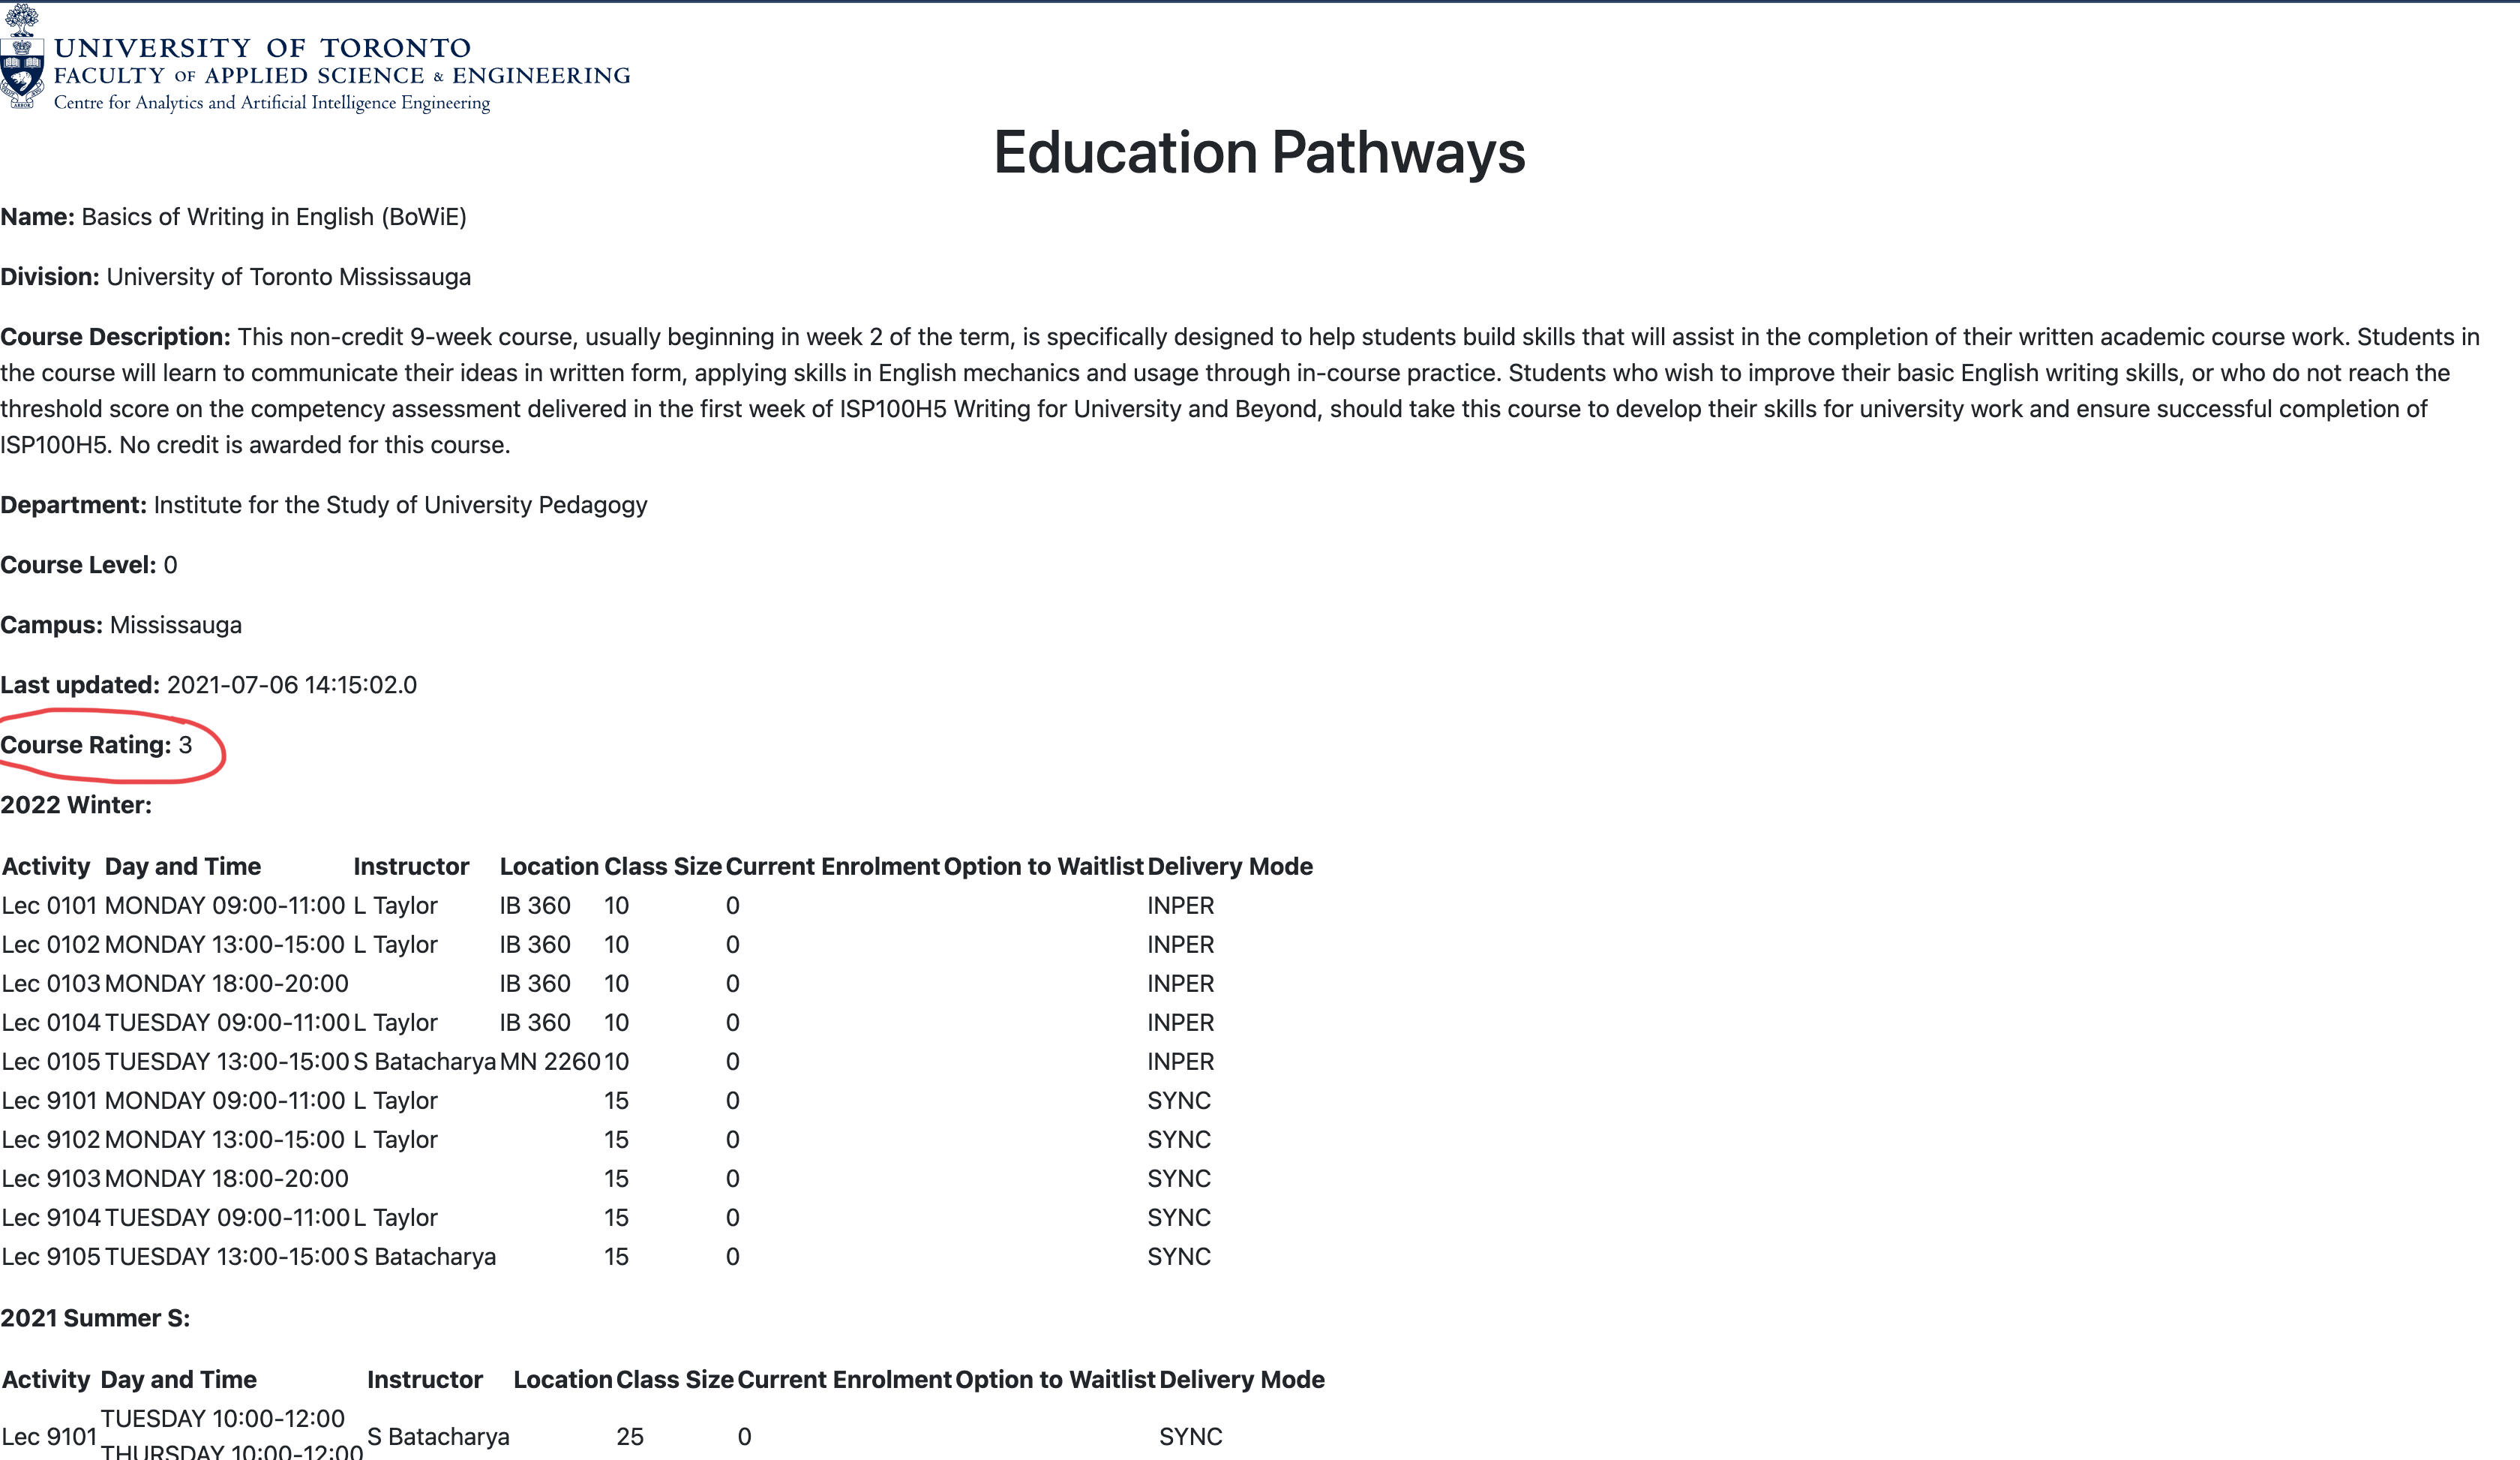 UNIVERSITY OF TORONTO
FACULTY OF APPLIED SCIENCE & ENGINEERING
Centre for Analytics and Artificial Intelligence Engineering
Education Pathways
Name: Basics of Writing in English (BoWiE)
Division: University of Toronto Mississauga
Course Description: This non-credit 9-week course, usually beginning in week 2 of the term, is specifically designed to help students build skills that will assist in the completion of their written academic course work. Students in
the course will learn to communicate their ideas in written form, applying skills in English mechanics and usage through in-course practice. Students who wish to improve their basic English writing skills, or who do not reach the
threshold score on the competency assessment delivered in the first week of ISP100H5 Writing for University and Beyond, should take this course to develop their skills for university work and ensure successful completion of
ISP100H5. No credit is awarded for this course.
Department: Institute for the Study of University Pedagogy
Course Level: 0
Campus: Mississauga
Last updated: 2021-07-06 14:15:02.0
Course Rating: 3
2022 Winter:
Activity Day and Time Instructor Location Class Size Current Enrolment Option to Waitlist Delivery Mode
Lec 0101 MONDAY 09:00-11:00 L Taylor IB 360 10 0 INPER
Lec 0102 MONDAY 13:00-15:00 L Taylor IB 360 10 0 INPER
Lec 0103 MONDAY 18:00-20:00 IB 360 10 0 INPER
Lec 0104 TUESDAY 09:00-11:00 L Taylor IB 360 10 0 INPER
Lec 0105 TUESDAY 13:00-15:00 S Batacharya MN 2260 10 0 INPER
Lec 9101 MONDAY 09:00-11:00 L Taylor 15 0 SYNC
Lec 9102 MONDAY 13:00-15:00 L Taylor 15 0 SYNC
Lec 9103 MONDAY 18:00-20:00 15 0 SYNC
Lec 9104 TUESDAY 09:00-11:00 L Taylor 15 0 SYNC
Lec 9105 TUESDAY 13:00-15:00 S Batacharya 15 0 SYNC
2021 Summer S:
Activity Day and Time Instructor Location Class Size Current Enrolment Option to Waitlist Delivery Mode
TUESDAY 10:00-12:00
Lec 9101 S Batacharya 25 0 SYNC
THURSDAY 10:00-12:00